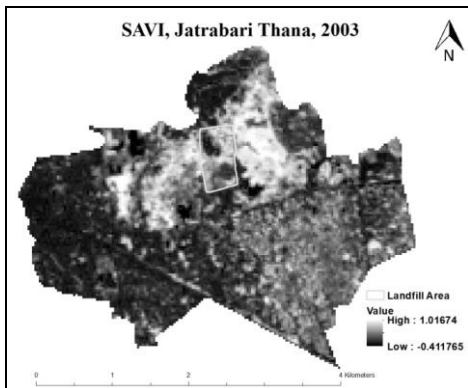 SAVI, Jatrabari Thana, 2003
N
Landfill Area
Value
High : 1.01674
Low : -0.411765
0 1 2 4 Kilometers